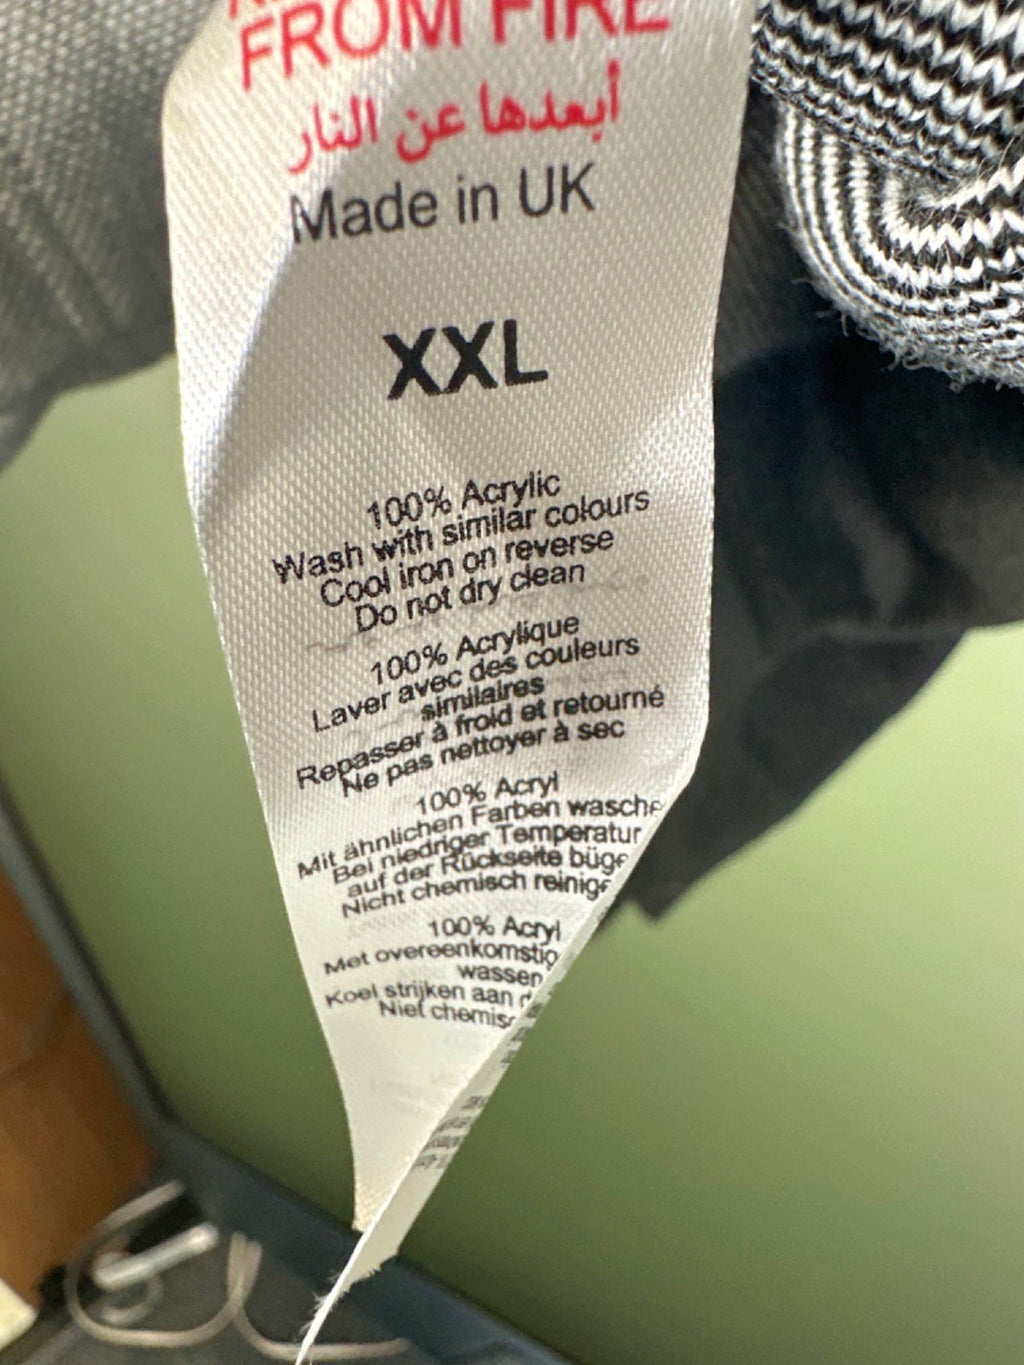 FROM FIRE
أبعدها عن النار
Made in UK
XXL
100% Acrylic
Wash with similar colours
Cool iron on reverse
Do not dry clean
100% Acrylique
Laver avec des couleurs
similaires
Repasser à froid et retourné
Ne pas nettoyer à sec
100% Acryl
Mit ähnlichen Farben wasche
Bei niedriger Temperatur
auf der Rückseite büge
Nicht chemisch reinige
100% Acryl
Met overeenkomstig
wassen
Koel strijken aan d
Niet chemisc